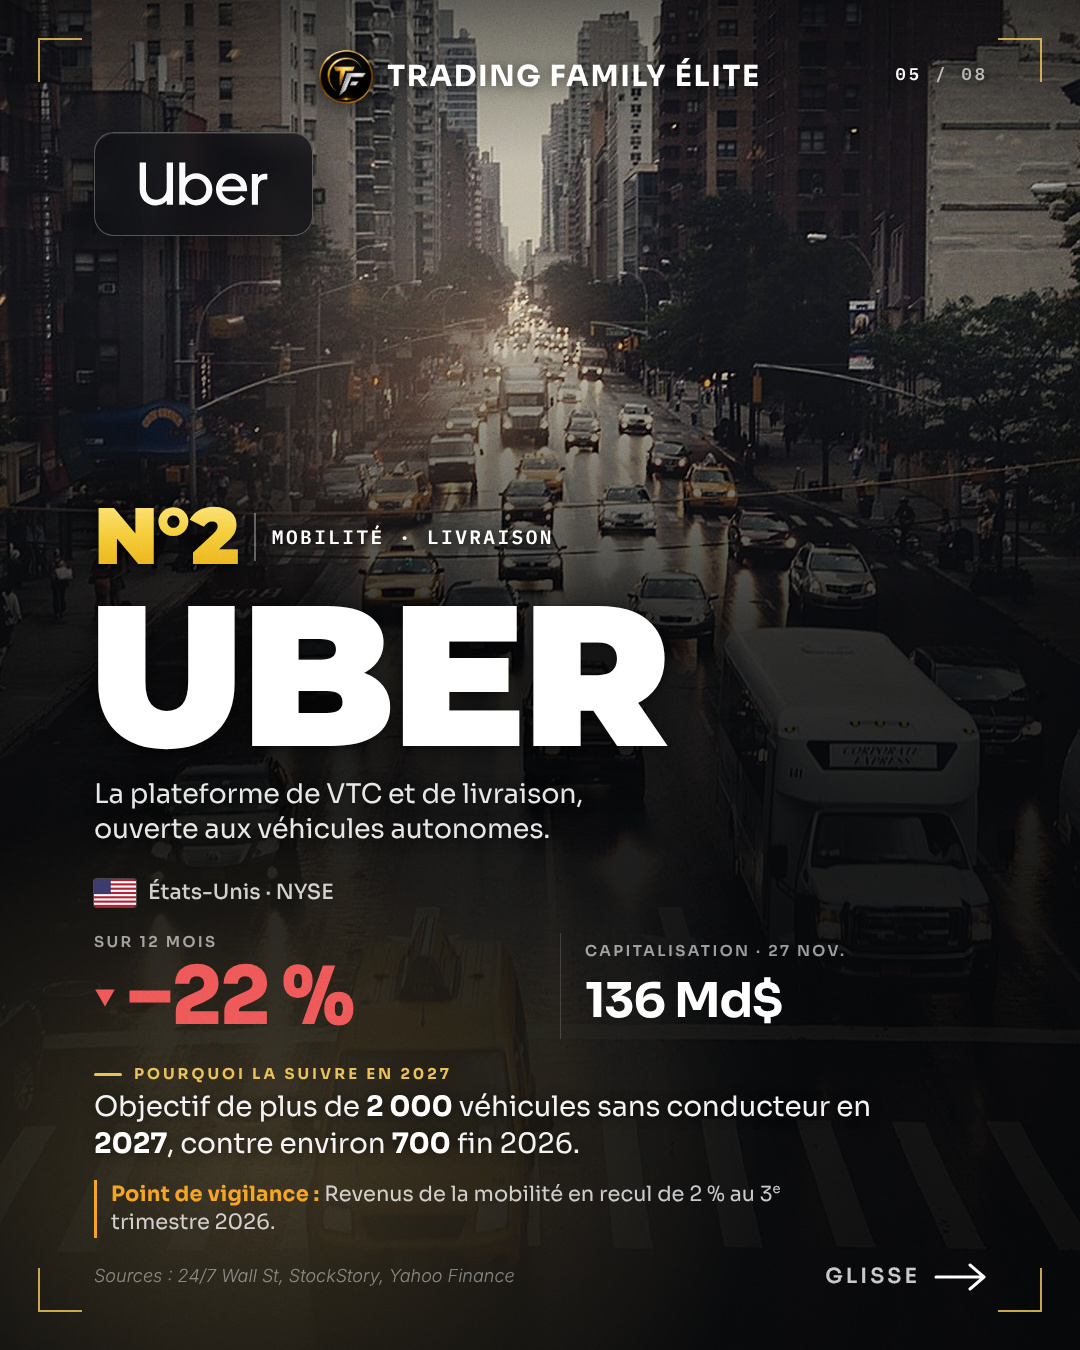 TF TRADING FAMILY ÉLITE
05 / 08
Uber
N°2
MOBILITÉ · LIVRAISON
UBER
La plateforme de VTC et de livraison,
ouverte aux véhicules autonomes.
États-Unis · NYSE
SUR 12 MOIS
▼ −22 %
CAPITALISATION · 27 NOV.
136 Md$
POURQUOI LA SUIVRE EN 2027
Objectif de plus de 2 000 véhicules sans conducteur en
2027, contre environ 700 fin 2026.
Point de vigilance : Revenus de la mobilité en recul de 2 % au 3ᵉ
trimestre 2026.
Sources : 24/7 Wall St, StockStory, Yahoo Finance
GLISSE
CORPORATE
EXPRESS